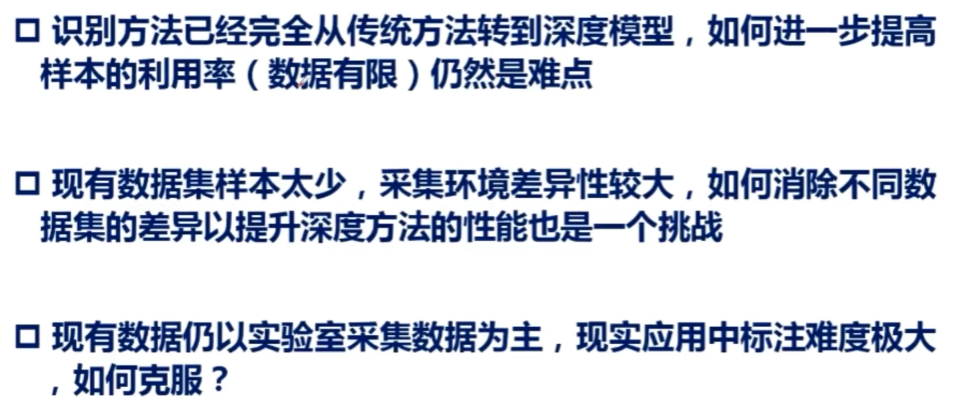 □ 识别方法已经完全从传统方法转到深度模型，如何进一步提高
样本的利用率（数据有限）仍然是难点
□ 现有数据集样本太少，采集环境差异性较大，如何消除不同数
据集的差异以提升深度方法的性能也是一个挑战
□ 现有数据仍以实验室采集数据为主，现实应用中标注难度极大
，如何克服？